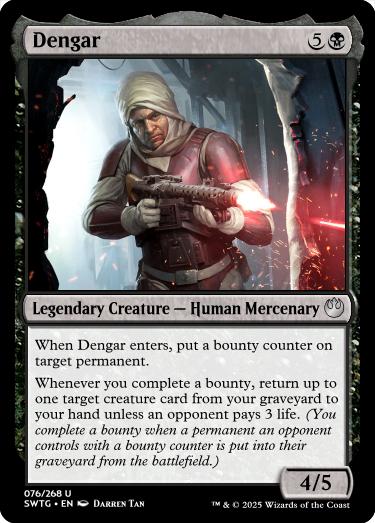 Dengar 5
Legendary Creature — Human Mercenary
When Dengar enters, put a bounty counter on
target permanent.
Whenever you complete a bounty, return up to
one target creature card from your graveyard to
your hand unless an opponent pays 3 life. (You
complete a bounty when a permanent an opponent
controls with a bounty counter is put into their
graveyard from the battlefield.)
4/5
076/268 U
SWTG • EN Darren Tan
™ & © 2025 Wizards of the Coast